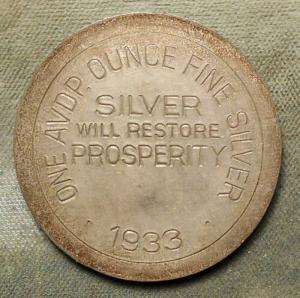 ONE AVDP. OUNCE FINE SILVER
SILVER
WILL RESTORE
PROSPERITY
1933